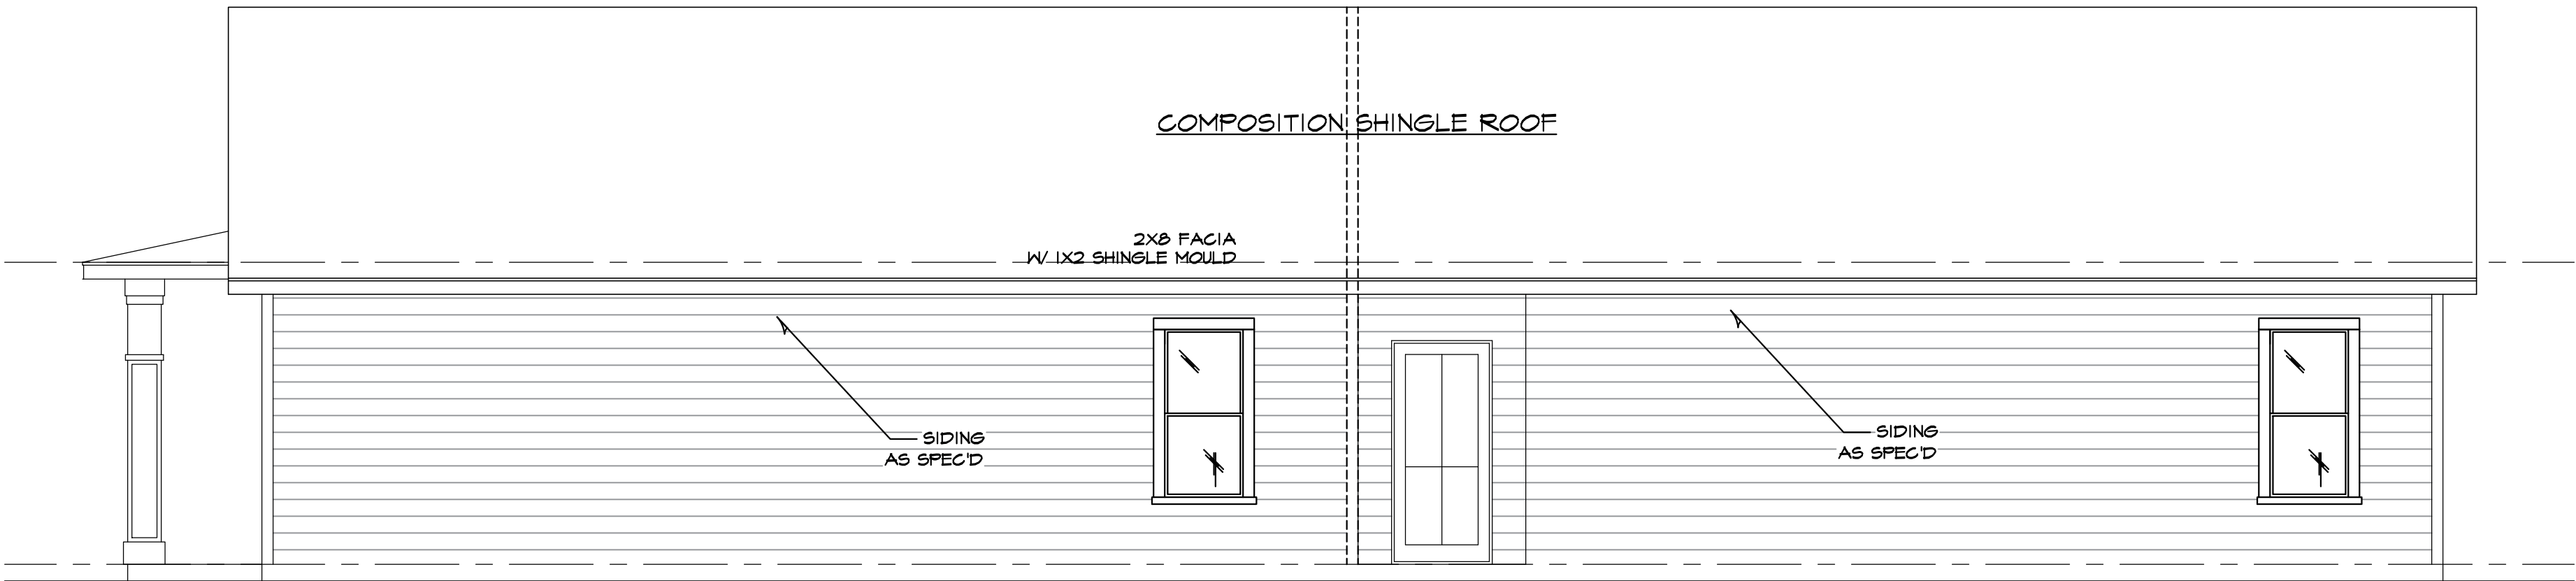 COMPOSITION SHINGLE ROOF
2X8 FACIA
W/ 1X2 SHINGLE MOULD
SIDING
AS SPEC'D
SIDING
AS SPEC'D